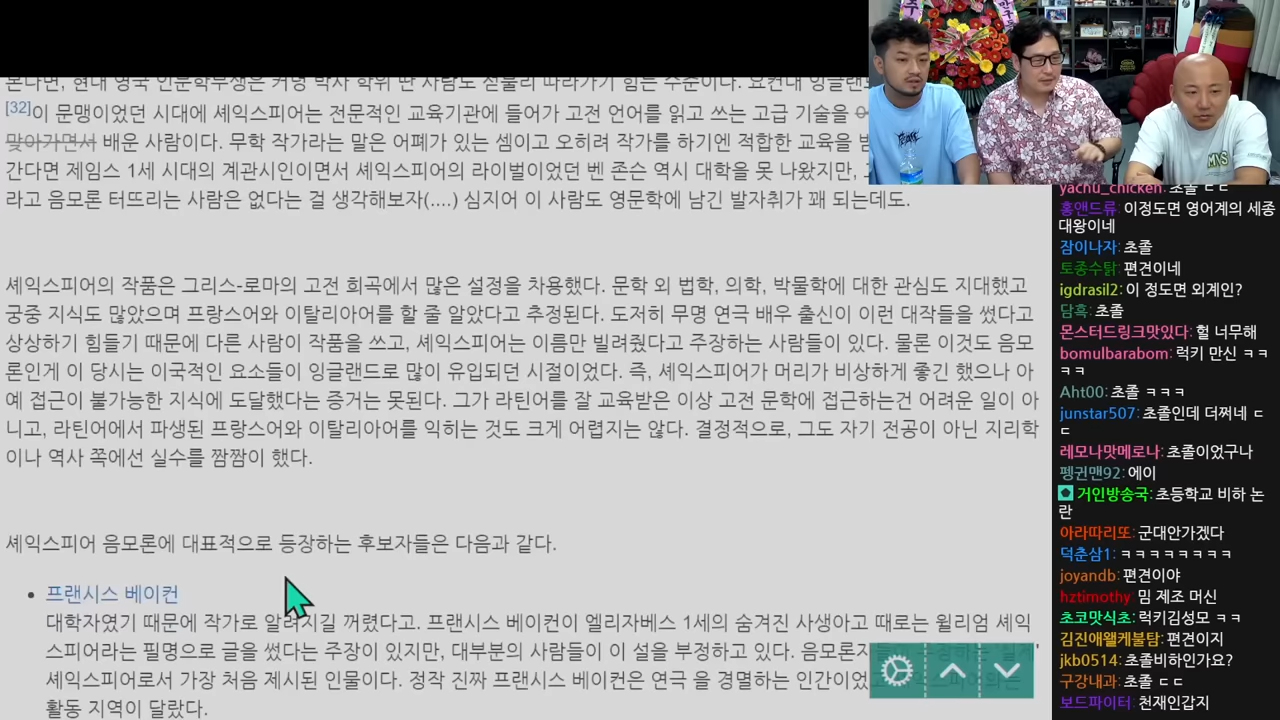 [32]이 문맹이었던 시대에 셰익스피어는 전문적인 교육기관에 들어가 고전 언어를 읽고 쓰는 고급 기술을
맞아가면서 배운 사람이다. 무학 작가라는 말은 어폐가 있는 셈이고 오히려 작가를 하기엔 적합한 교육을
간다면 제임스 1세 시대의 계관시인이면서 셰익스피어의 라이벌이었던 벤 존슨 역시 대학을 못 나왔지만,
라고 음모론 터뜨리는 사람은 없다는 걸 생각해보자(....) 심지어 이 사람도 영문학에 남긴 발자취가 꽤 되는데도.
셰익스피어의 작품은 그리스-로마의 고전 희곡에서 많은 설정을 차용했다. 문학 외 법학, 의학, 박물학에 대한 관심도 지대했고
궁중 지식도 많았으며 프랑스어와 이탈리아어를 할 줄 알았다고 추정된다. 도저히 무명 연극 배우 출신이 이런 대작들을 썼다고
상상하기 힘들기 때문에 다른 사람이 작품을 쓰고, 셰익스피어는 이름만 빌려줬다고 주장하는 사람들이 있다. 물론 이것도 음모
론인게 이 당시는 이국적인 요소들이 잉글랜드로 많이 유입되던 시절이었다. 즉, 셰익스피어가 머리가 비상하게 좋긴 했으나 아
예 접근이 불가능한 지식에 도달했다는 증거는 못된다. 그가 라틴어를 잘 교육받은 이상 고전 문학에 접근하는건 어려운 일이 아
니고, 라틴어에서 파생된 프랑스어와 이탈리아어를 익히는 것도 크게 어렵지는 않다. 결정적으로, 그도 자기 전공이 아닌 지리학
이나 역사 쪽에선 실수를 짬짬이 했다.
셰익스피어 음모론에 대표적으로 등장하는 후보자들은 다음과 같다.
• 프랜시스 베이컨
대학자였기 때문에 작가로 알려지길 꺼렸다고. 프랜시스 베이컨이 엘리자베스 1세의 숨겨진 사생아고 때로는 윌리엄 셰익
스피어라는 필명으로 글을 썼다는 주장이 있지만, 대부분의 사람들이 이 설을 부정하고 있다. 음모론자
셰익스피어로서 가장 처음 제시된 인물이다. 정작 진짜 프랜시스 베이컨은 연극 을 경멸하는 인간이었
활동 지역이 달랐다.
yachu_chicken: 초졸 ㄷㄷ
홍앤드류: 이정도면 영어계의 세종
대왕이네
잠이나자: 초졸
토종수탉: 편견이네
igdrasil2: 이 정도면 외계인?
담흑: 초졸
몬스터드링크맛있다: 헐 너무해
bomulbarabom: 럭키 만신 ㅋㅋ
ㅋㅋ
Aht00: 초졸 ㅋㅋㅋ
junstar507: 초졸인데 더쩌네 ㄷ
ㄷ
레모나맛메로나: 초졸이었구나
펭귄맨92: 에이
거인방송국: 초등학교 비하 논
란
아라따리또: 군대안가겠다
덕춘삼1: ㅋㅋㅋㅋㅋㅋㅋㅋ
joyandb: 편견이야
hztimothy: 밈 제조 머신
초코맛식초: 럭키김성모 ㅋㅋ
김진애왤케불탐: 편견이지
jkb0514: 초졸비하인가요?
구강내과: 초졸 ㄷㄷ
보드파이터: 천재인갑지